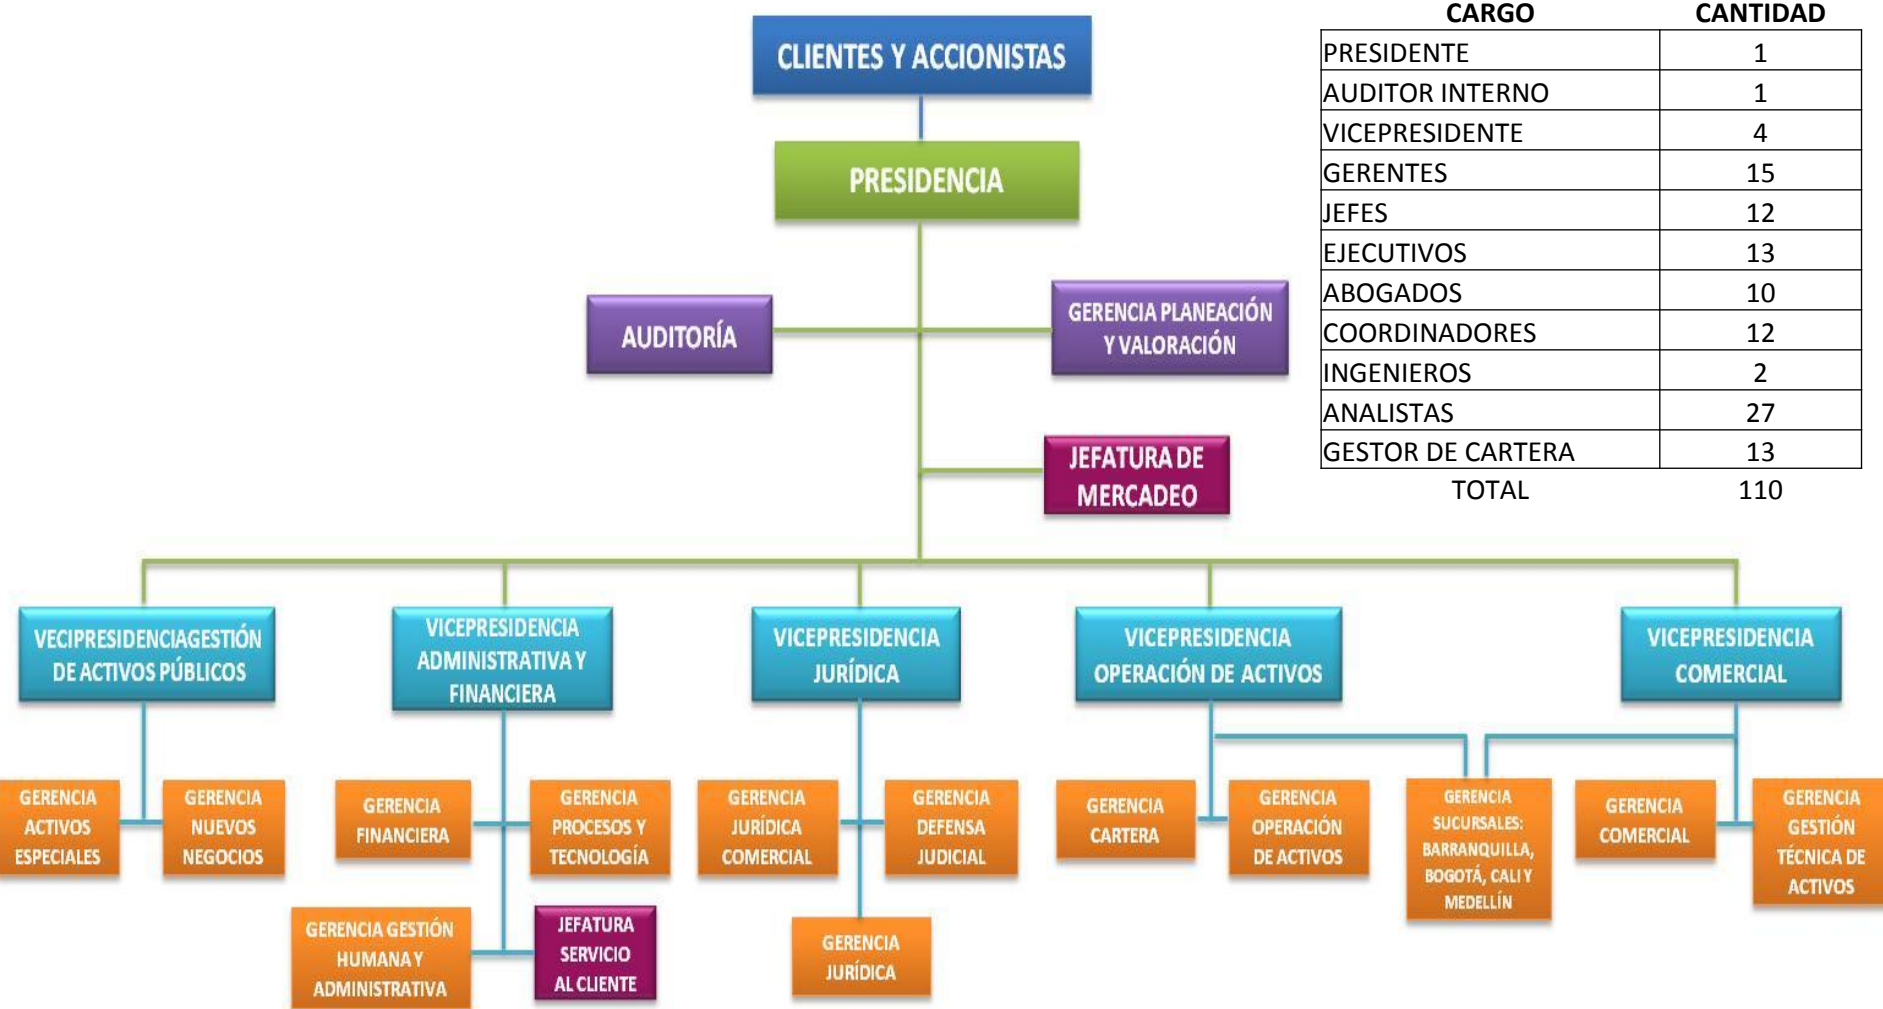 CLIENTES Y ACCIONISTAS
PRESIDENCIA
AUDITORÍA
GERENCIA PLANEACIÓN
Y VALORACIÓN
JEFATURA DE
MERCADEO
CARGO CANTIDAD
PRESIDENTE 1
AUDITOR INTERNO 1
VICEPRESIDENTE 4
GERENTES 15
JEFES 12
EJECUTIVOS 13
ABOGADOS 10
COORDINADORES 12
INGENIEROS 2
ANALISTAS 27
GESTOR DE CARTERA 13
TOTAL 110
VECIPRESIDENCIAGESTIÓN
DE ACTIVOS PÚBLICOS
VICEPRESIDENCIA
ADMINISTRATIVA Y
FINANCIERA
VICEPRESIDENCIA
JURÍDICA
VICEPRESIDENCIA
OPERACIÓN DE ACTIVOS
VICEPRESIDENCIA
COMERCIAL
GERENCIA
ACTIVOS
ESPECIALES
GERENCIA
NUEVOS
NEGOCIOS
GERENCIA
FINANCIERA
GERENCIA
PROCESOS Y
TECNOLOGÍA
GERENCIA
JURÍDICA
COMERCIAL
GERENCIA
DEFENSA
JUDICIAL
GERENCIA
CARTERA
GERENCIA
OPERACIÓN
DE ACTIVOS
GERENCIA
SUCURSALES:
BARRANQUILLA,
BOGOTÁ, CALI Y
MEDELLÍN
GERENCIA
COMERCIAL
GERENCIA
GESTIÓN
TÉCNICA DE
ACTIVOS
GERENCIA GESTIÓN
HUMANA Y
ADMINISTRATIVA
JEFATURA
SERVICIO
AL CLIENTE
GERENCIA
JURÍDICA